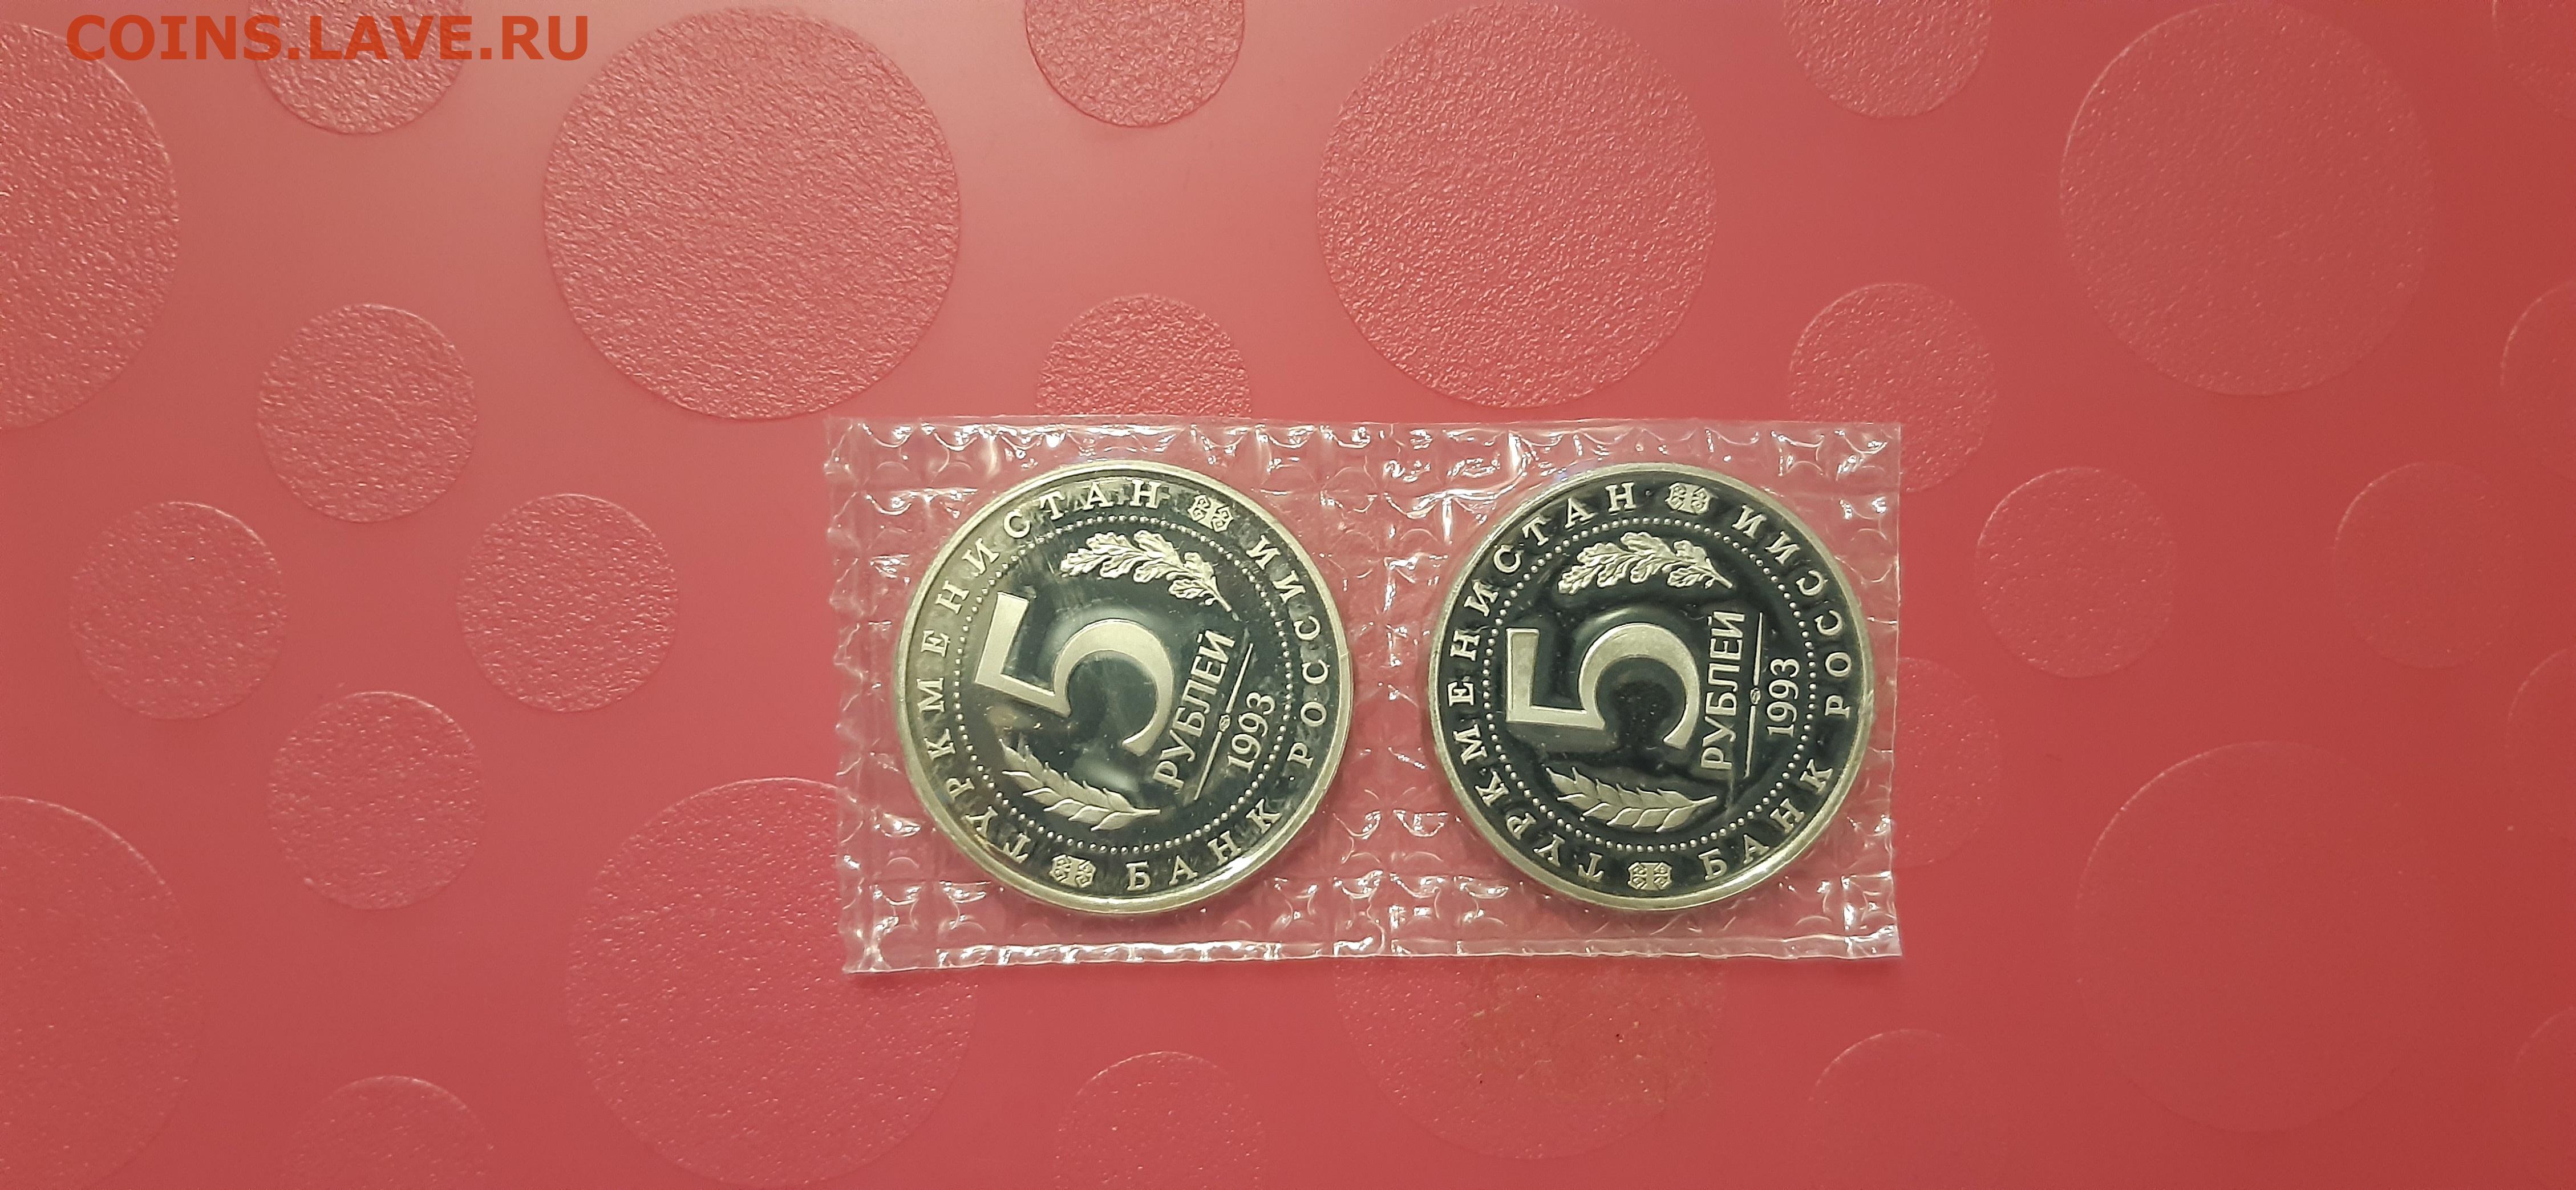 COINS.LAVE.RU
ТУРКМЕНИСТАН
БАНК РОССИИ
5
РУБЛЕЙ
1993
ТУРКМЕНИСТАН
БАНК РОССИИ
5
РУБЛЕЙ
1993